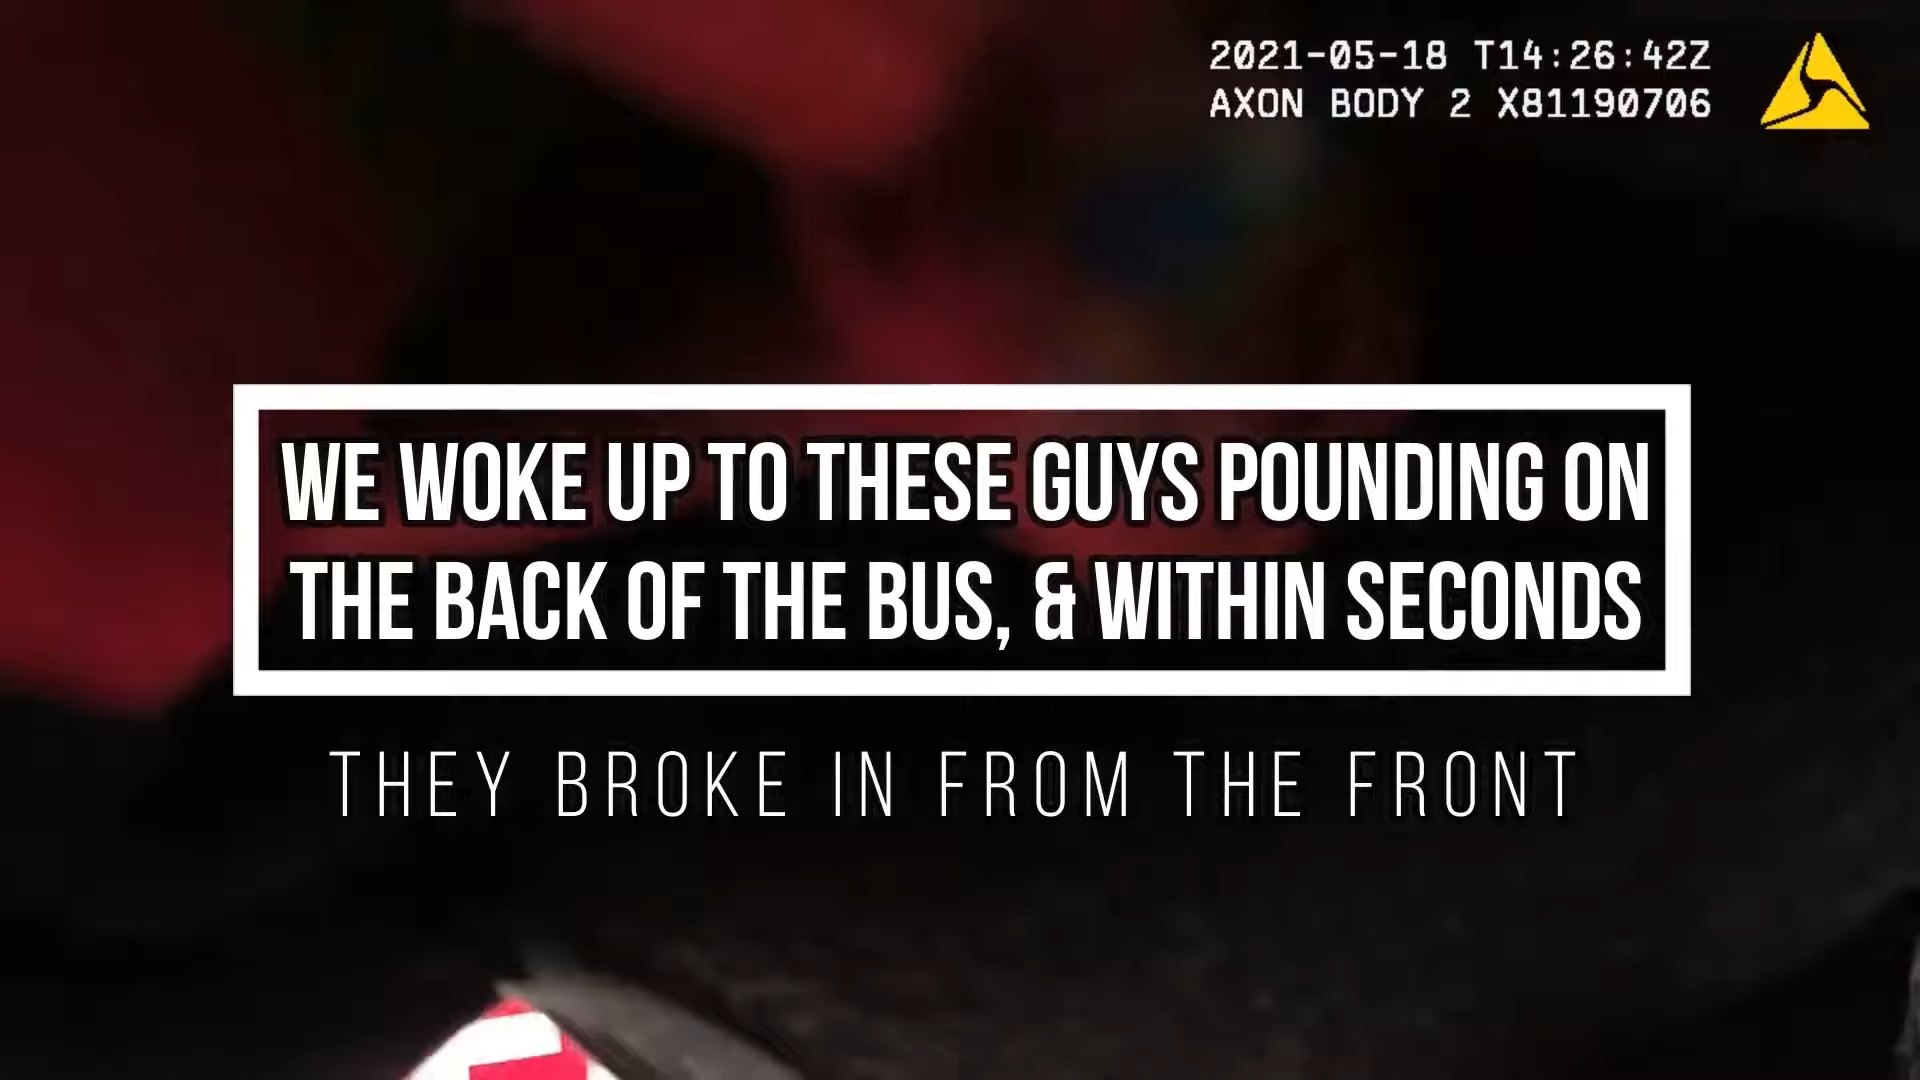 2021-05-18 T14:26:42Z
AXON BODY 2 X81190706
WE WOKE UP TO THESE GUYS POUNDING ON
THE BACK OF THE BUS, & WITHIN SECONDS
THEY BROKE IN FROM THE FRONT